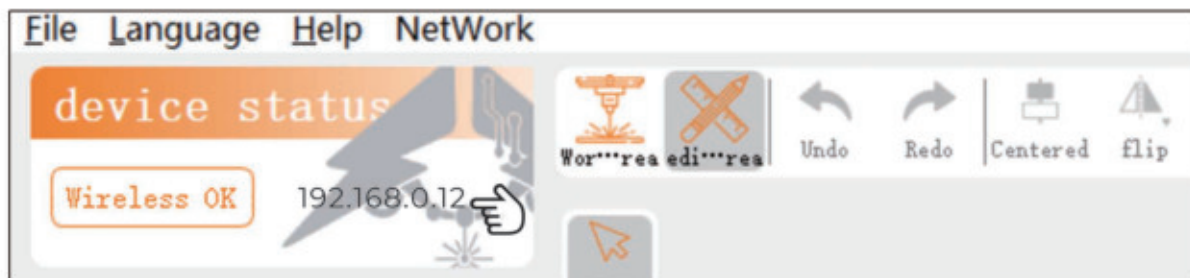 File Language Help NetWork
device status
Wireless OK 192.168.0.12
Wor···rea edi···rea Undo Redo Centered flip